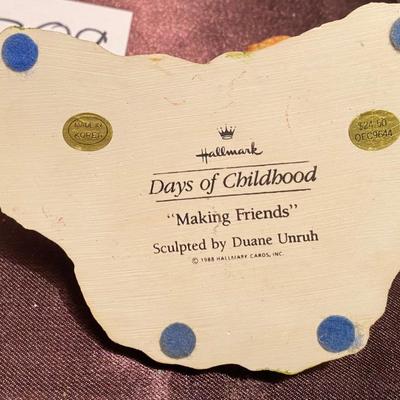 MADE IN
KOREA
$24.50
QEC9644
Hallmark
Days of Childhood
"Making Friends"
Sculpted by Duane Unruh
© 1988 HALLMARK CARDS, INC.